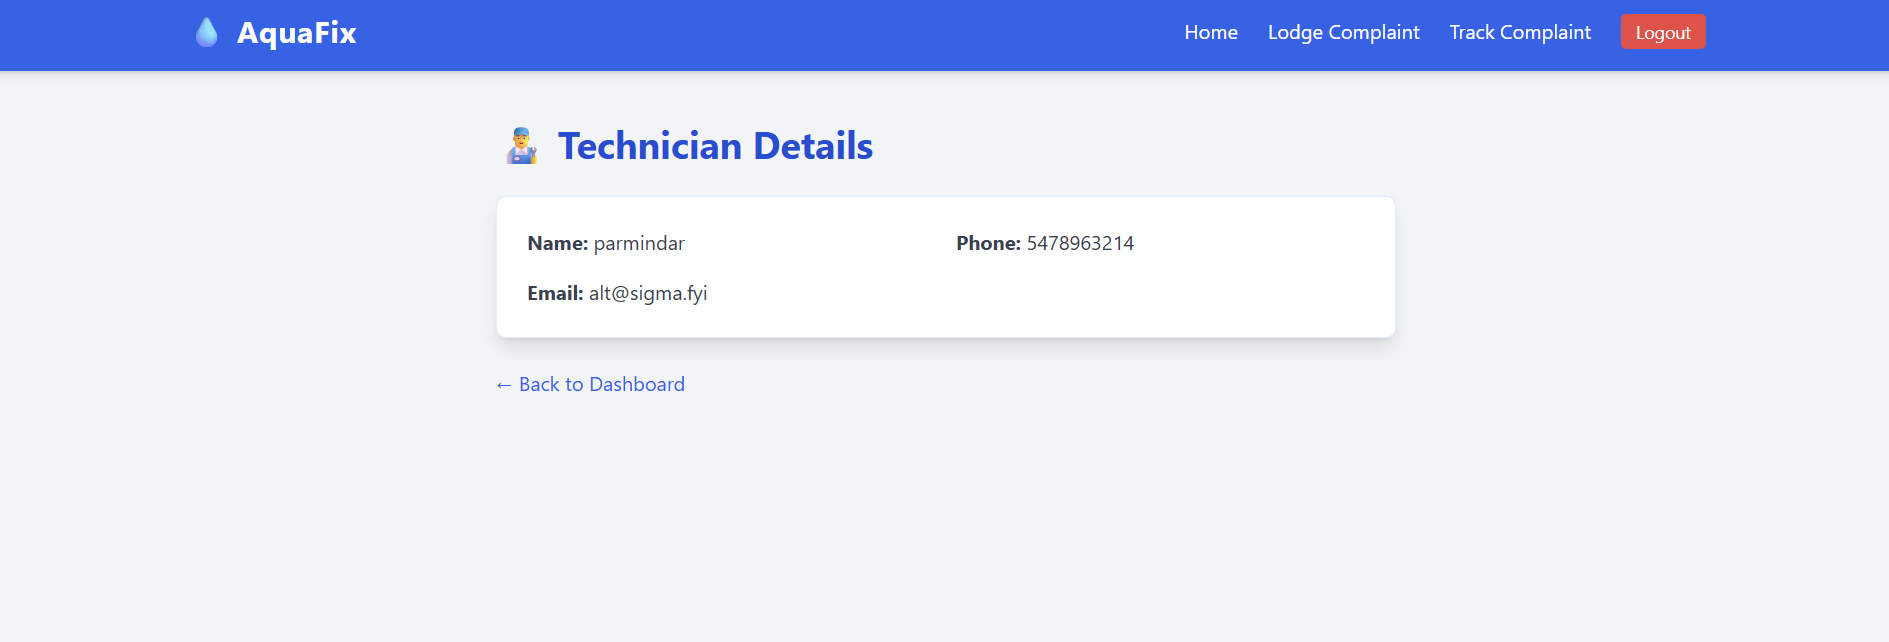 AquaFix
Home Lodge Complaint Track Complaint Logout
Technician Details
Name: parmindar Phone: 5478963214
Email: alt@sigma.fyi
← Back to Dashboard